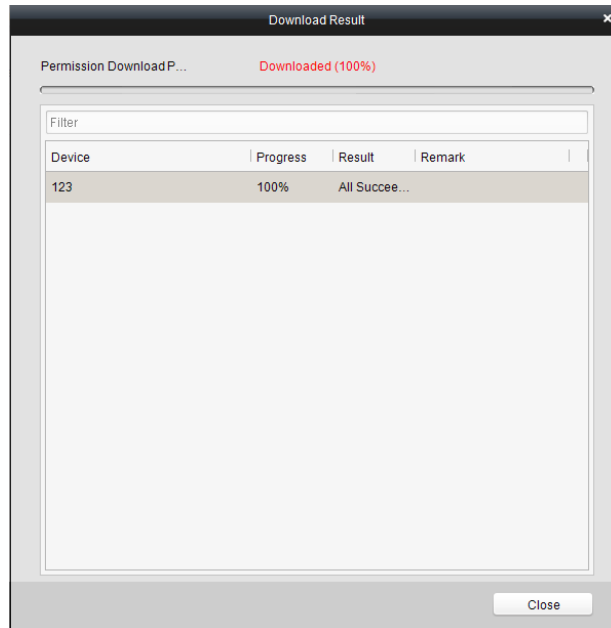 Download Result
Permission Download P... Downloaded (100%)
Filter
Device Progress Result Remark
123 100% All Succee...
Close